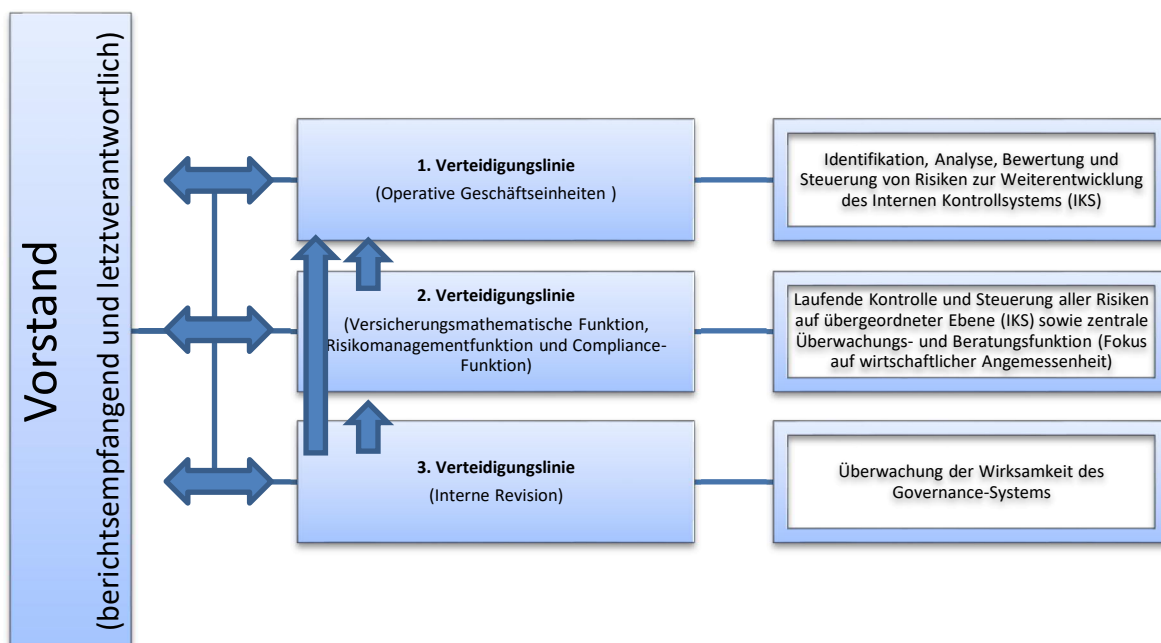 Vorstand
(berichtsempfangend und letztverantwortlich)
1. Verteidigungslinie
(Operative Geschäftseinheiten )
Identifikation, Analyse, Bewertung und
Steuerung von Risiken zur Weiterentwicklung
des Internen Kontrollsystems (IKS)
2. Verteidigungslinie
(Versicherungsmathematische Funktion,
Risikomanagementfunktion und Compliance-
Funktion)
Laufende Kontrolle und Steuerung aller Risiken
auf übergeordneter Ebene (IKS) sowie zentrale
Überwachungs- und Beratungsfunktion (Fokus
auf wirtschaftlicher Angemessenheit)
3. Verteidigungslinie
(Interne Revision)
Überwachung der Wirksamkeit des
Governance-Systems